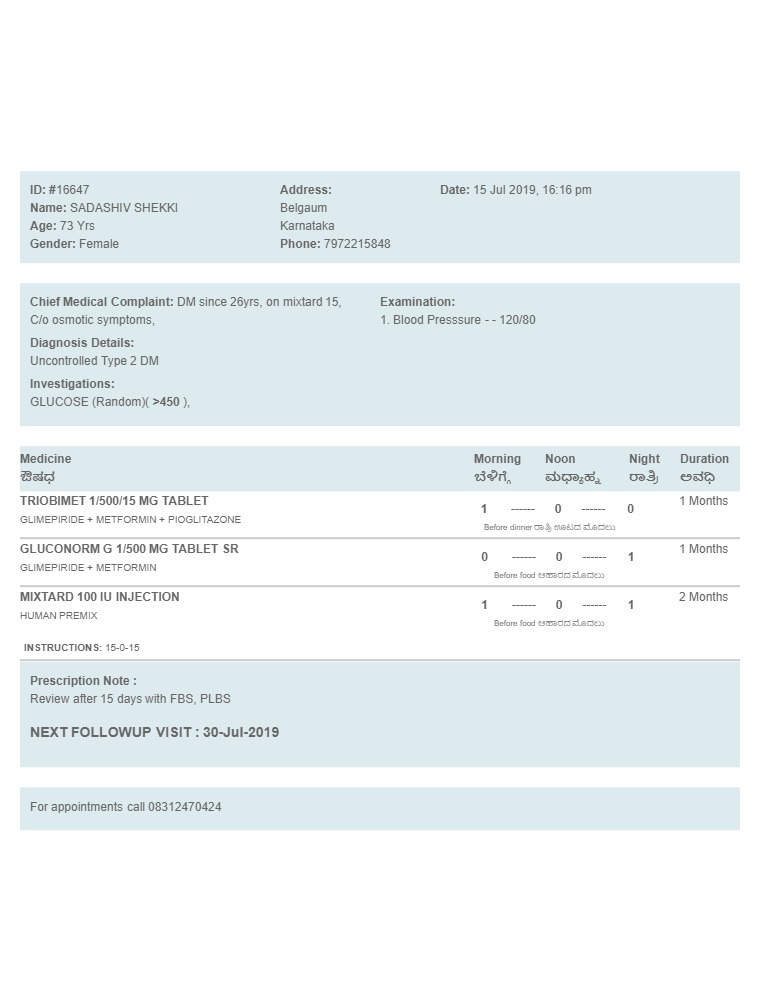 ID: #16647
Name: SADASHIV SHEKKI
Age: 73 Yrs
Gender: Female
Address:
Belgaum
Karnataka
Phone: 7972215848
Date: 15 Jul 2019, 16:16 pm
Chief Medical Complaint: DM since 26yrs, on mixtard 15,
C/o osmotic symptoms,
Diagnosis Details:
Uncontrolled Type 2 DM
Investigations:
GLUCOSE (Random)( >450 ),
Examination:
1. Blood Presssure - - 120/80
Medicine Morning Noon Night Duration
ಔಷಧ ಬೆಳಿಗ್ಗೆ ಮಧ್ಯಾಹ್ನ ರಾತ್ರಿ ಅವಧಿ
TRIOBIMET 1/500/15 MG TABLET 1 ------ 0 ------ 0 1 Months
GLIMEPIRIDE + METFORMIN + PIOGLITAZONE
Before dinner ರಾತ್ರಿ ಊಟದ ಮೊದಲು
GLUCONORM G 1/500 MG TABLET SR 0 ------ 0 ------ 1 1 Months
GLIMEPIRIDE + METFORMIN
Before food ಆಹಾರದ ಮೊದಲು
MIXTARD 100 IU INJECTION 1 ------ 0 ------ 1 2 Months
HUMAN PREMIX
Before food ಆಹಾರದ ಮೊದಲು
INSTRUCTIONS: 15-0-15
Prescription Note :
Review after 15 days with FBS, PLBS
NEXT FOLLOWUP VISIT : 30-Jul-2019
For appointments call 08312470424